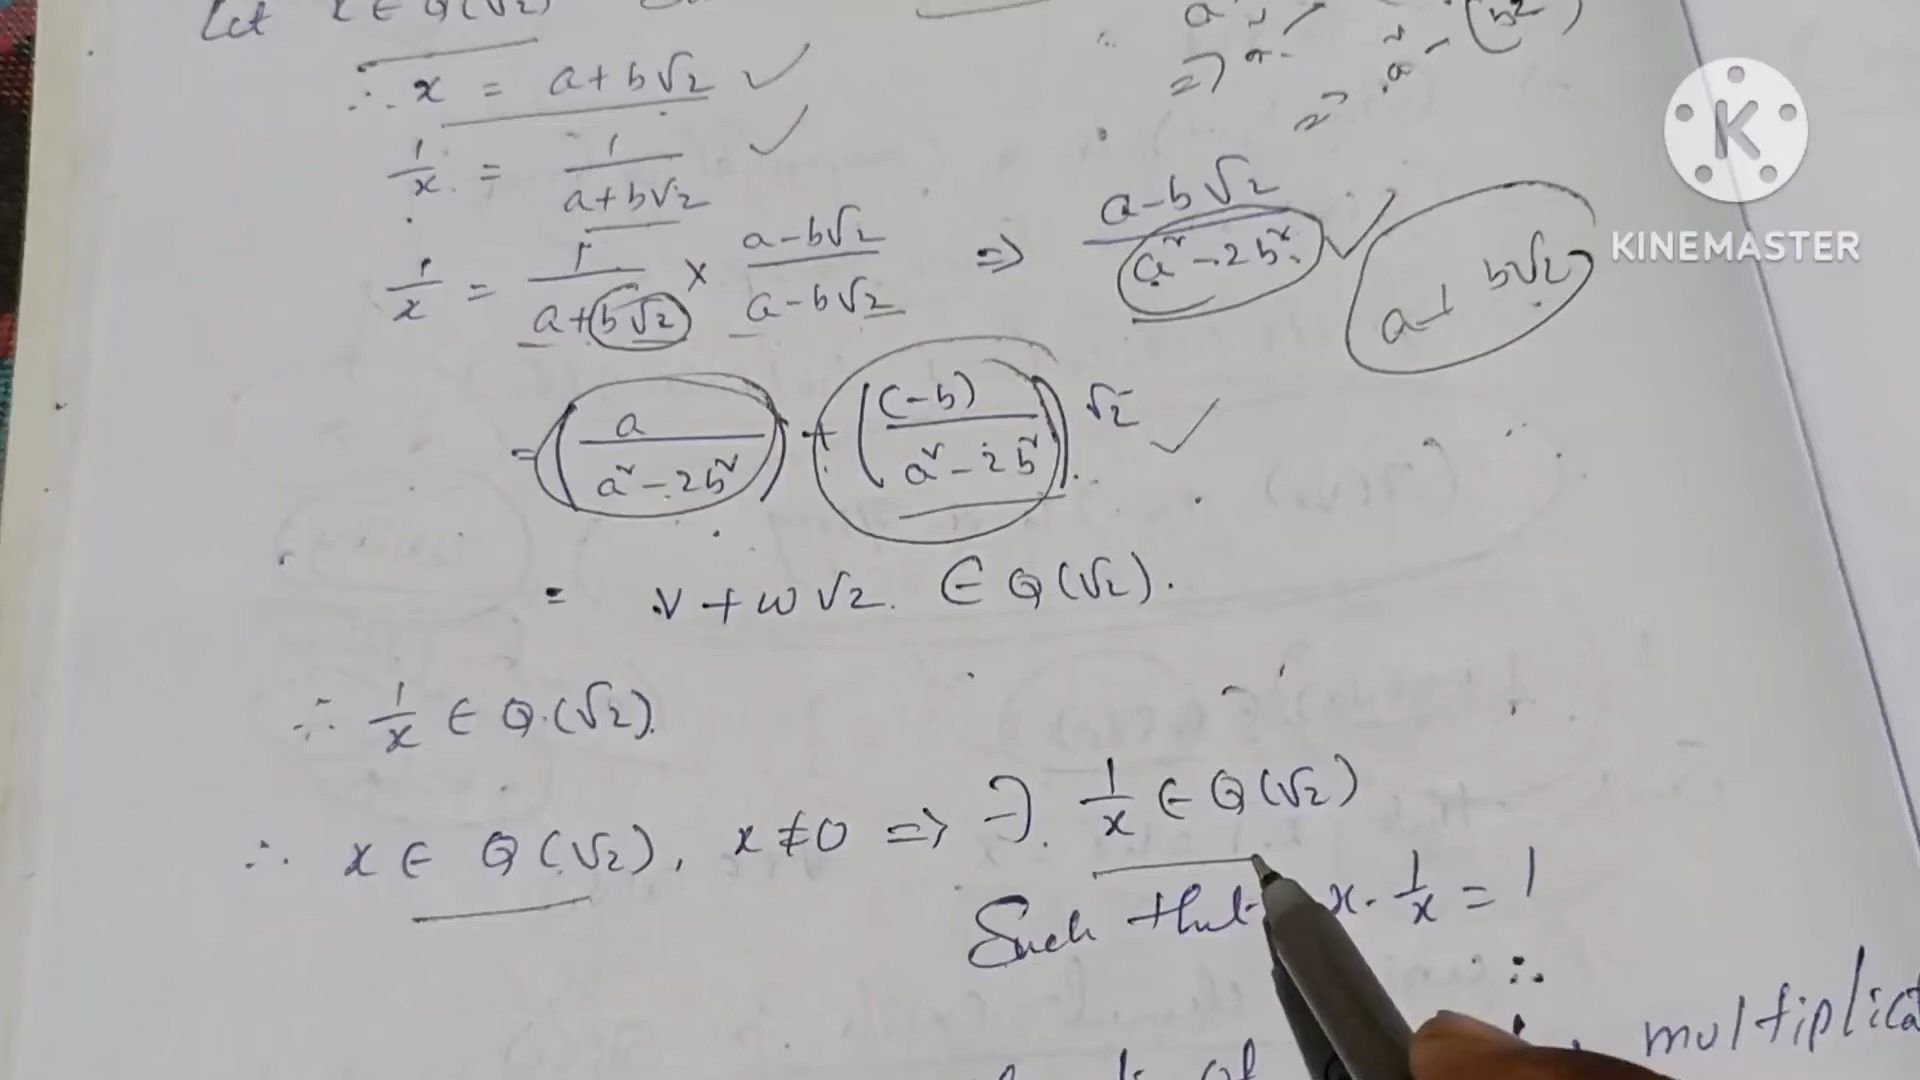 Let x ∈ Q(√2)
∴ x = a+b√2 ✓
1/x = 1/(a+b√2) ✓
1/x = 1/(a+b√2) × (a-b√2)/(a-b√2) ⇒ (a-b√2)/(a²-2b²) ✓
a+b√2
= (a/(a²-2b²)) + ((-b)/(a²-2b²)) √2 ✓
= v+w√2. ∈ Q(√2).
∴ 1/x ∈ Q(√2).
∴ x ∈ Q(√2), x≠0 ⇒ ∃. 1/x ∈ Q(√2)
Such that x. 1/x = 1
∴
of multiplica
K
KINEMASTER